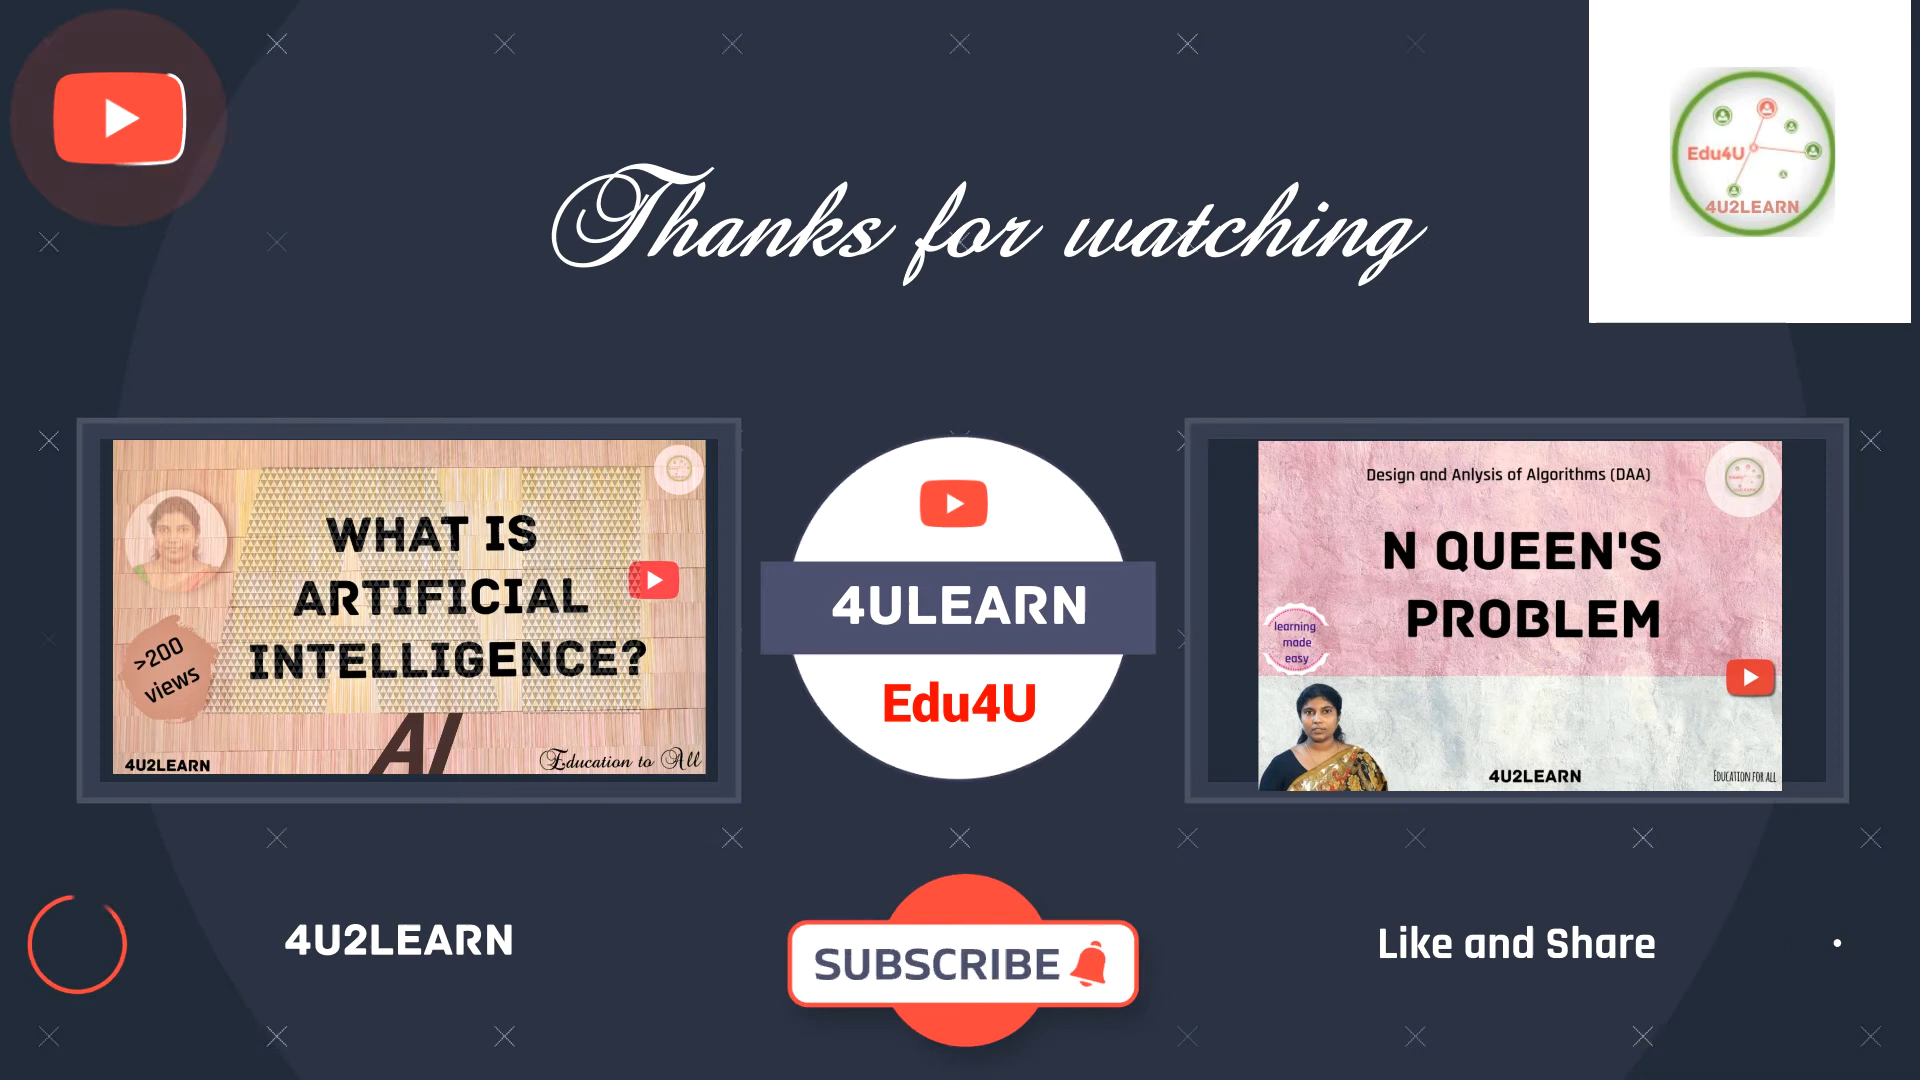 Thanks for watching
Edu4U
4U2LEARN
WHAT IS
ARTIFICIAL
INTELLIGENCE?
>200
views
AI
4U2LEARN
Education to All
4ULEARN
Edu4U
Design and Anlysis of Algorithms (DAA)
N QUEEN'S
PROBLEM
learning
made
easy
4U2LEARN
EDUCATION FOR ALL
4U2LEARN
SUBSCRIBE
Like and Share